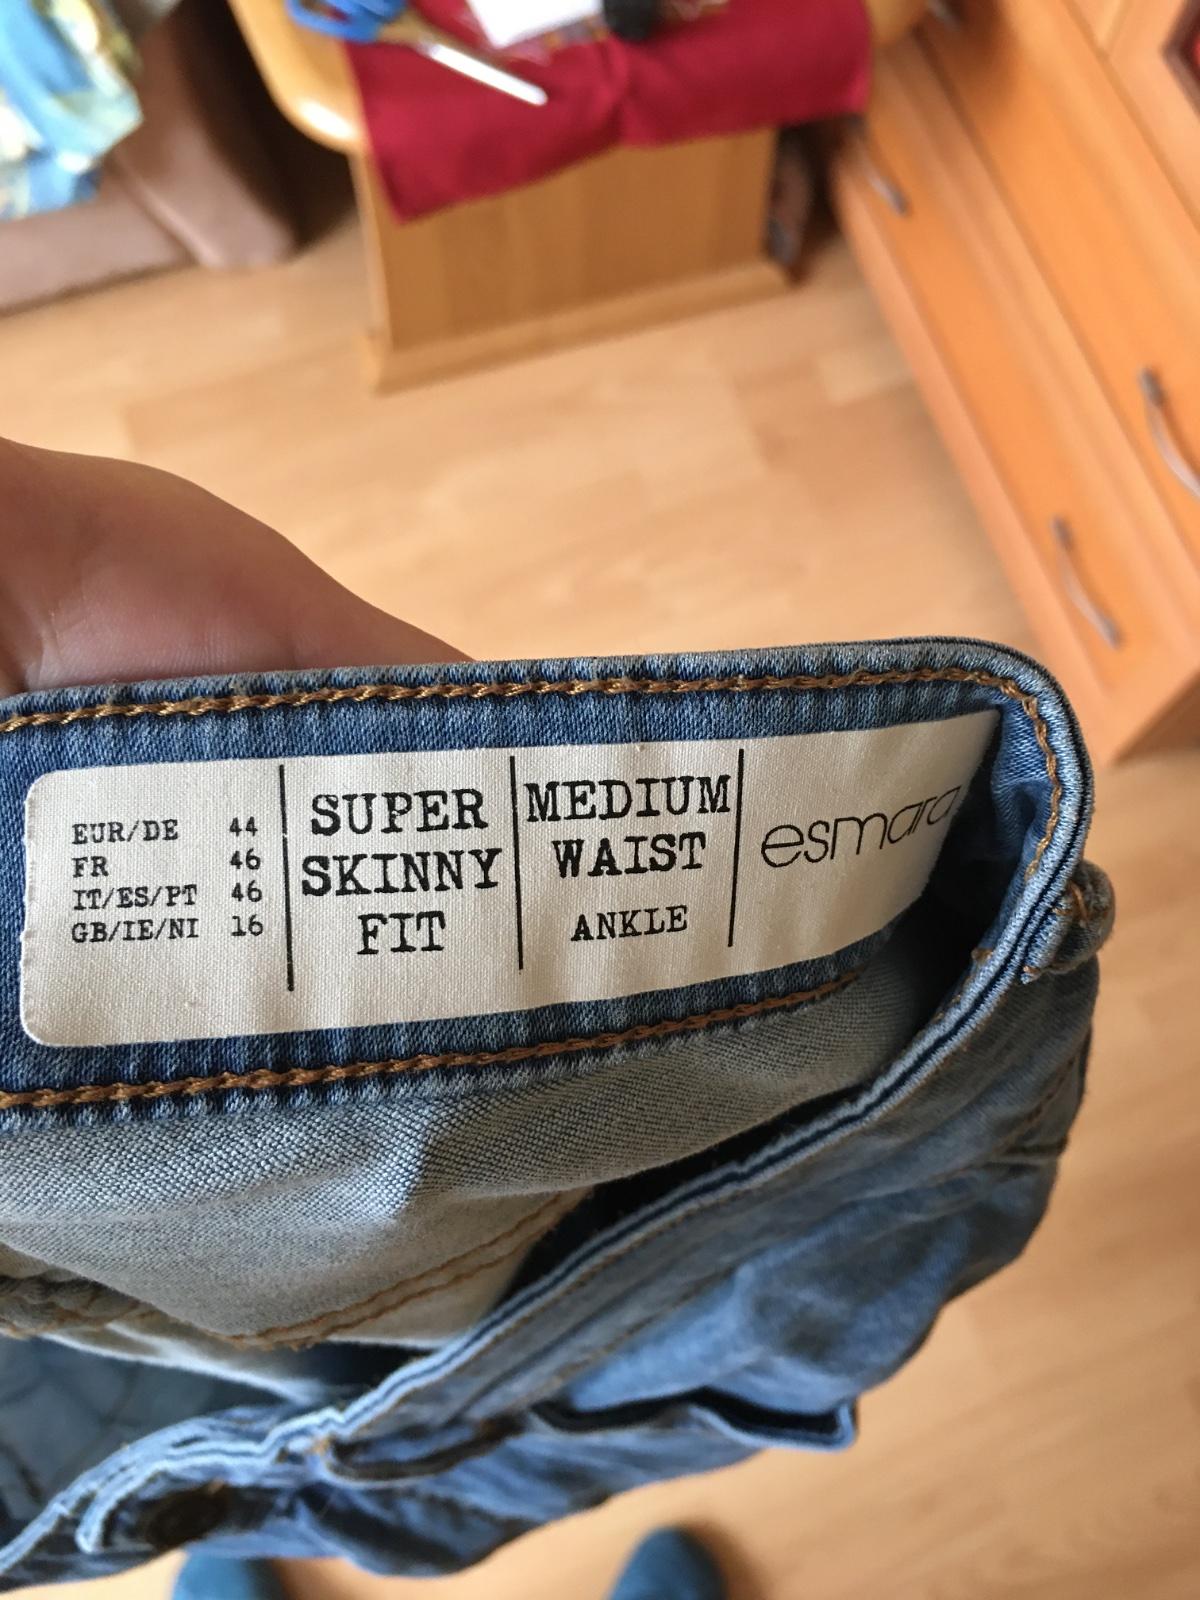 EUR/DE 44
FR 46
IT/ES/PT 46
GB/IE/NI 16
SUPER
SKINNY
FIT
MEDIUM
WAIST
ANKLE
esmara